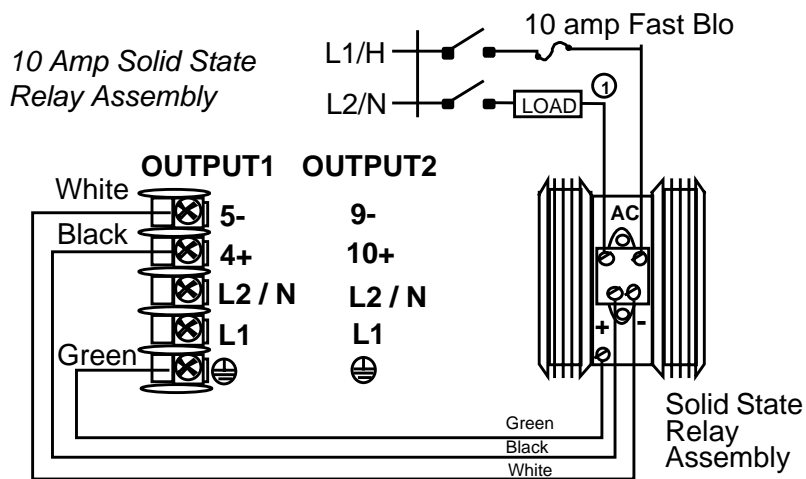 10 amp Fast Blo
10 Amp Solid State
Relay Assembly
L1/H
L2/N
LOAD
1
OUTPUT1 OUTPUT2
White
5- 9-
Black
4+ 10+
L2 / N L2 / N
L1 L1
Green
AC
+ -
Solid State
Relay
Assembly
Green
Black
White